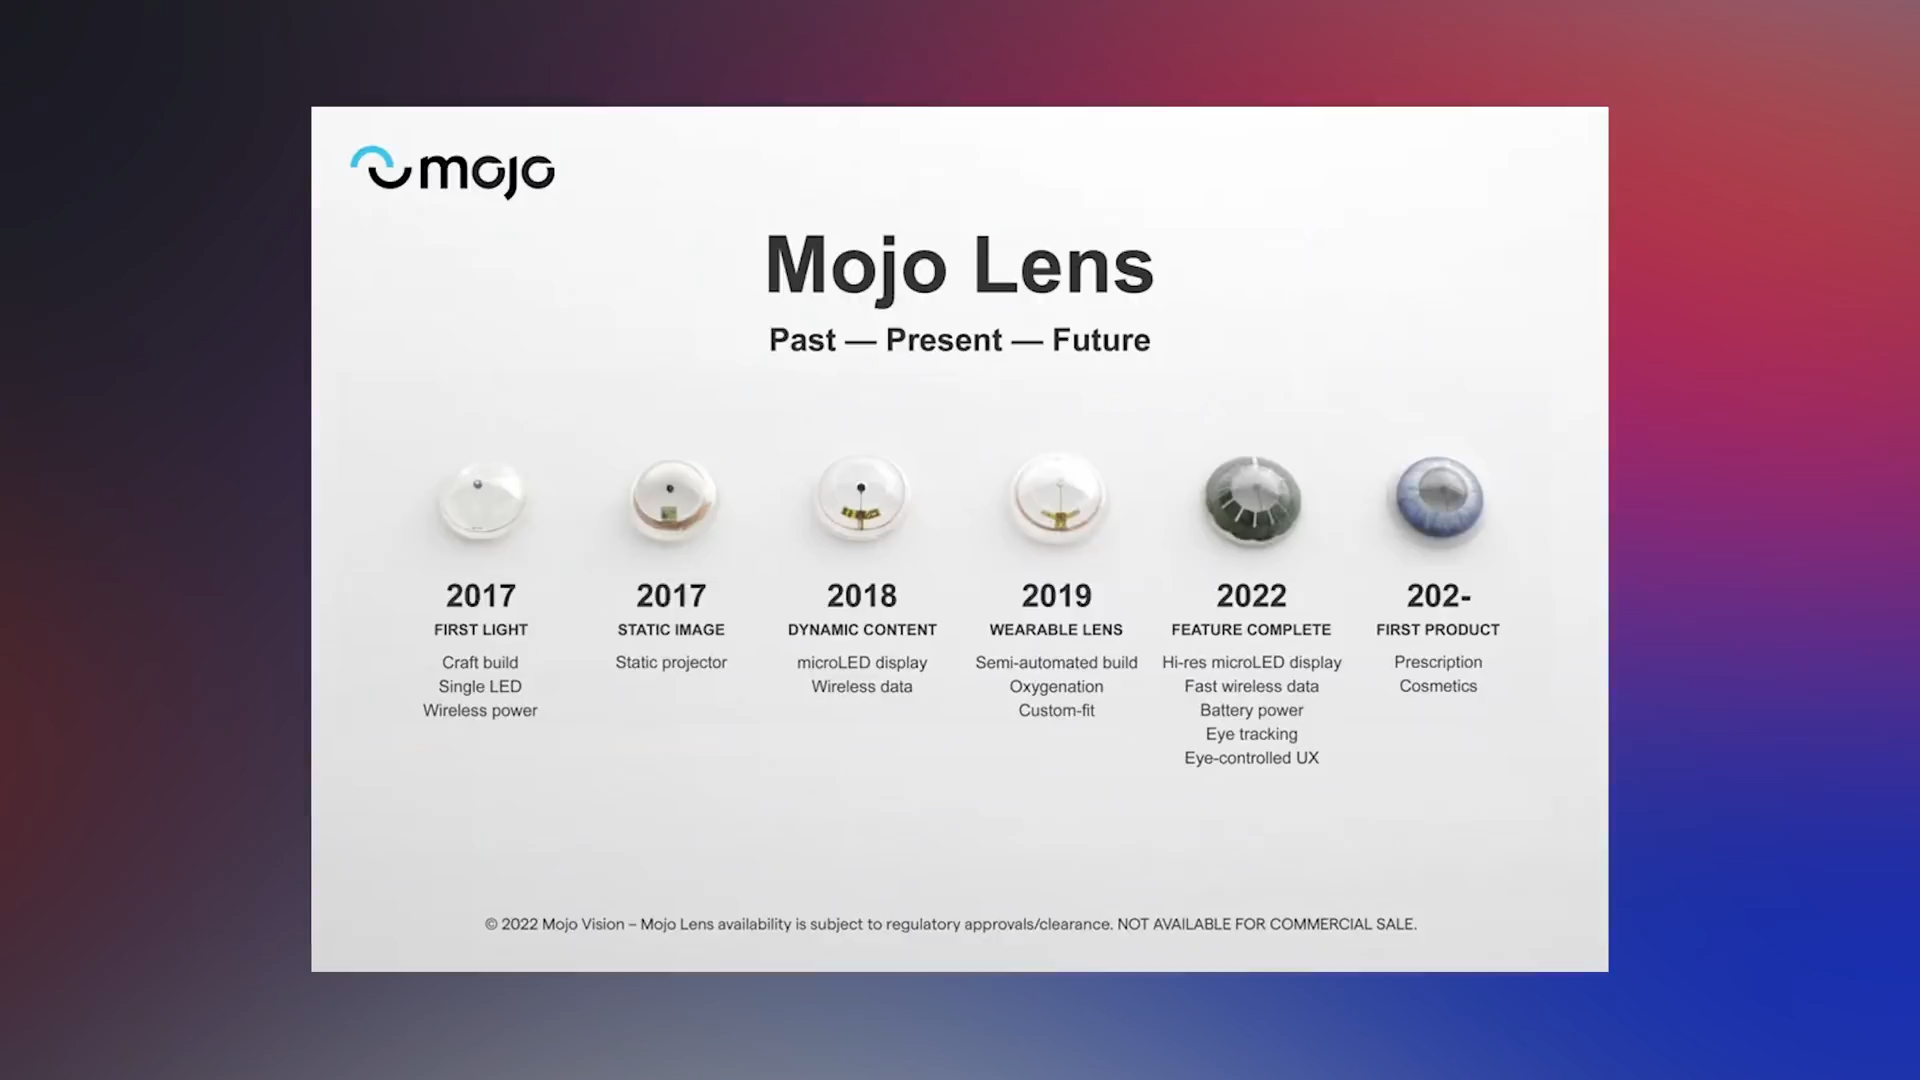 mojo
Mojo Lens
Past — Present — Future
2017
FIRST LIGHT
Craft build
Single LED
Wireless power
2017
STATIC IMAGE
Static projector
2018
DYNAMIC CONTENT
microLED display
Wireless data
2019
WEARABLE LENS
Semi-automated build
Oxygenation
Custom-fit
2022
FEATURE COMPLETE
Hi-res microLED display
Fast wireless data
Battery power
Eye tracking
Eye-controlled UX
202-
FIRST PRODUCT
Prescription
Cosmetics
© 2022 Mojo Vision – Mojo Lens availability is subject to regulatory approvals/clearance. NOT AVAILABLE FOR COMMERCIAL SALE.